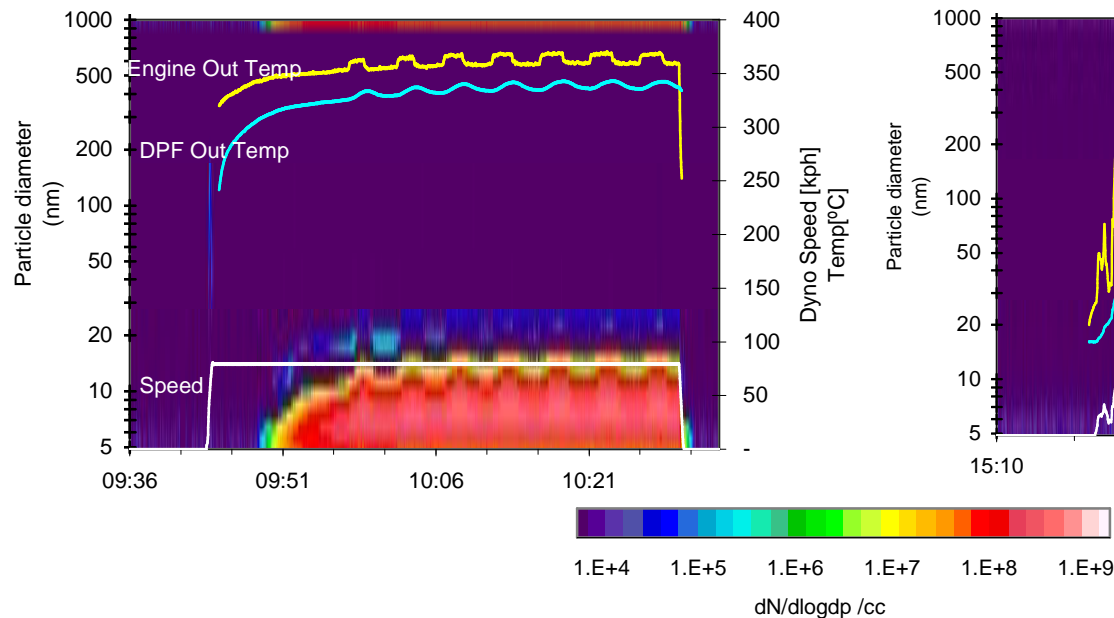 1000
500
200
100
50
20
10
5
Particle diameter
(nm)
Engine Out Temp
DPF Out Temp
Speed
400
350
300
250
200
150
100
50
-
Dyno Speed [kph]
Temp[ºC]
09:36
09:51
10:06
10:21
1000
500
200
100
50
20
10
5
Particle diameter
(nm)
15:10
1.E+4
1.E+5
1.E+6
1.E+7
1.E+8
1.E+9
dN/dlogdp /cc